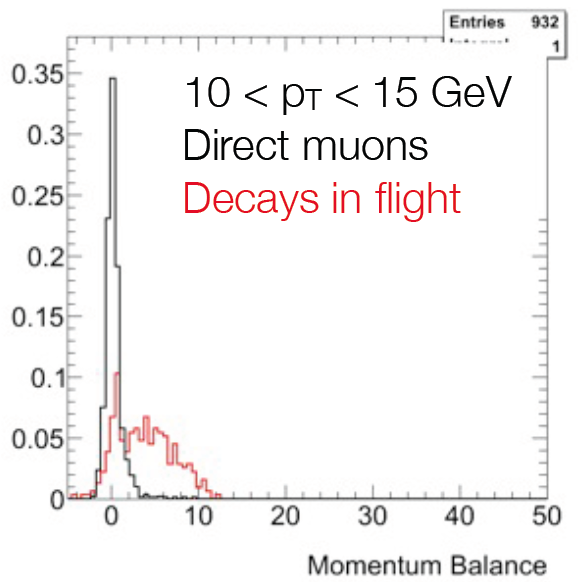 Entries 932
1
10 < pT < 15 GeV
Direct muons
Decays in flight
0.35
0.3
0.25
0.2
0.15
0.1
0.05
0
0 10 20 30 40 50
Momentum Balance